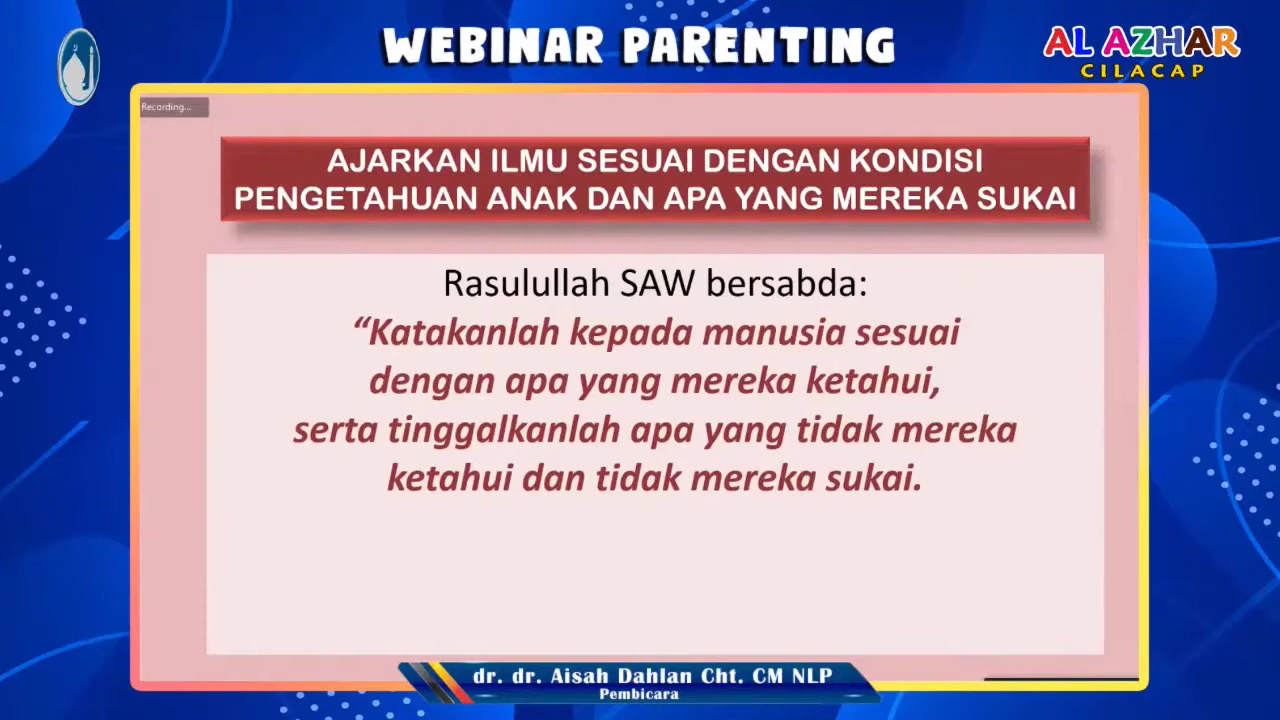 WEBINAR PARENTING
AL AZHAR
CILACAP
Recording...
AJARKAN ILMU SESUAI DENGAN KONDISI
PENGETAHUAN ANAK DAN APA YANG MEREKA SUKAI
Rasulullah SAW bersabda:
“Katakanlah kepada manusia sesuai
dengan apa yang mereka ketahui,
serta tinggalkanlah apa yang tidak mereka
ketahui dan tidak mereka sukai.
dr. dr. Aisah Dahlan Cht. CM NLP
Pembicara